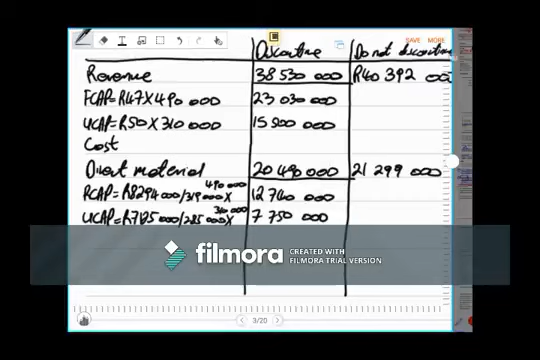 SAVE MORE
Discontinue Do not discontinue
Revenue 38 530 000 R40 392 000
FCAP=R47X490 000 23 030 000
UCAP=R50X310 000 15 500 000
Cost
Direct material 20 490 000 21 299 000
490 000
RCAP=R8294 000/319 000X 12 740 000
310 000
UCAP=R7125 000/285 000X 7 750 000
filmora CREATED WITH
FILMORA TRIAL VERSION
3/20